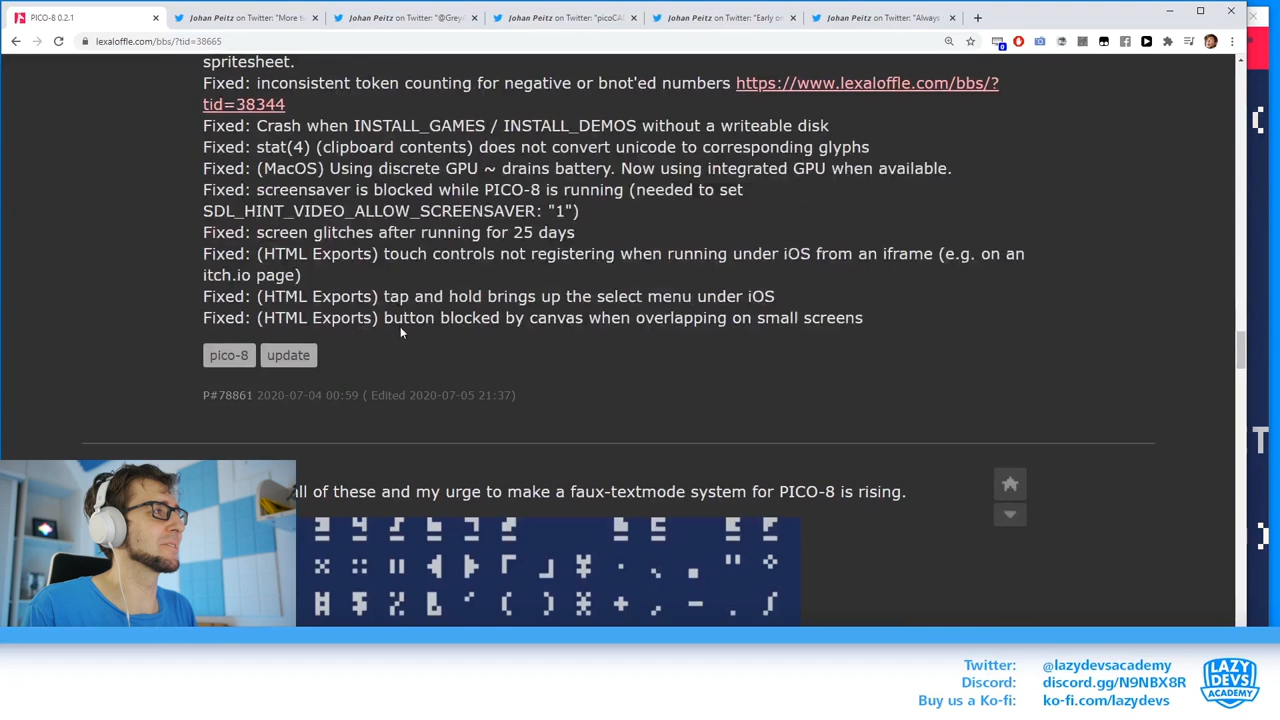 PICO-8 0.2.1
Johan Peitz on Twitter: "More ti
Johan Peitz on Twitter: "@Grey
Johan Peitz on Twitter: "picoCA
Johan Peitz on Twitter: "Early on
Johan Peitz on Twitter: "Always
lexaloffle.com/bbs/?tid=38665
spritesheet.
Fixed: inconsistent token counting for negative or bnot'ed numbers https://www.lexaloffle.com/bbs/?
tid=38344
Fixed: Crash when INSTALL_GAMES / INSTALL_DEMOS without a writeable disk
Fixed: stat(4) (clipboard contents) does not convert unicode to corresponding glyphs
Fixed: (MacOS) Using discrete GPU ~ drains battery. Now using integrated GPU when available.
Fixed: screensaver is blocked while PICO-8 is running (needed to set
SDL_HINT_VIDEO_ALLOW_SCREENSAVER: "1")
Fixed: screen glitches after running for 25 days
Fixed: (HTML Exports) touch controls not registering when running under iOS from an iframe (e.g. on an
itch.io page)
Fixed: (HTML Exports) tap and hold brings up the select menu under iOS
Fixed: (HTML Exports) button blocked by canvas when overlapping on small screens
pico-8 update
P#78861 2020-07-04 00:59 ( Edited 2020-07-05 21:37)
all of these and my urge to make a faux-textmode system for PICO-8 is rising.
Twitter: @lazydevsacademy
Discord: discord.gg/N9NBX8R
Buy us a Ko-fi: ko-fi.com/lazydevs
LAZY
DEVS
ACADEMY